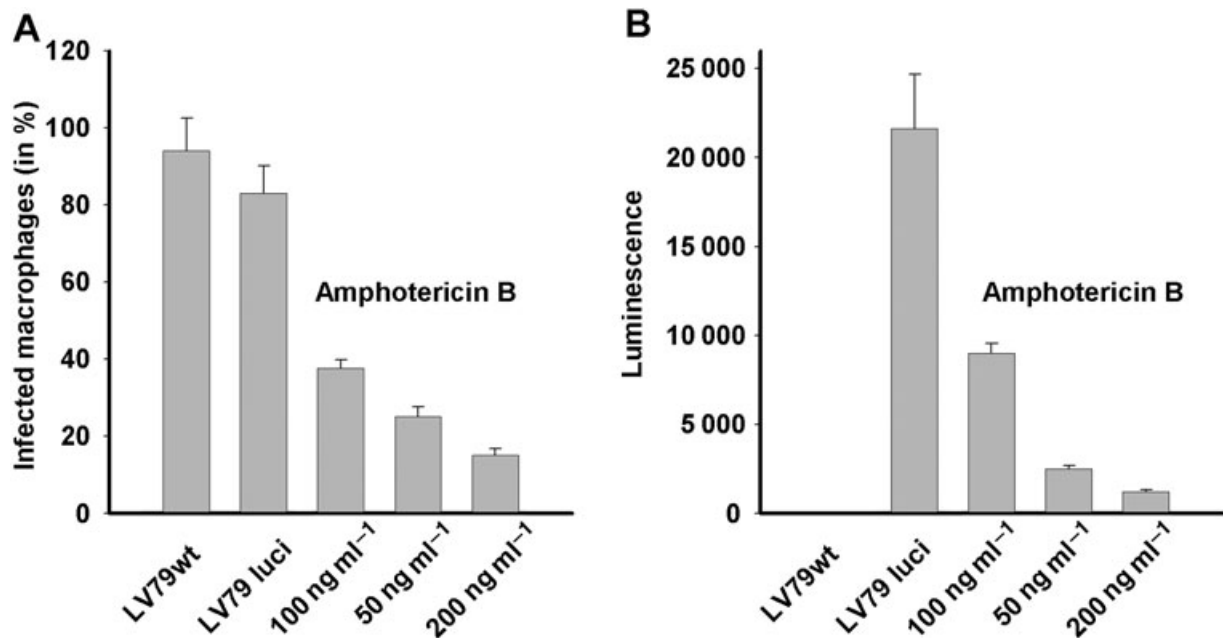 A
Infected macrophages (in %)
120
100
80
60
40
20
0
Amphotericin B
LV79wt
LV79 luci
100 ng ml⁻¹
50 ng ml⁻¹
200 ng ml⁻¹
B
Luminescence
25 000
20 000
15 000
10 000
5 000
0
Amphotericin B
LV79wt
LV79 luci
100 ng ml⁻¹
50 ng ml⁻¹
200 ng ml⁻¹